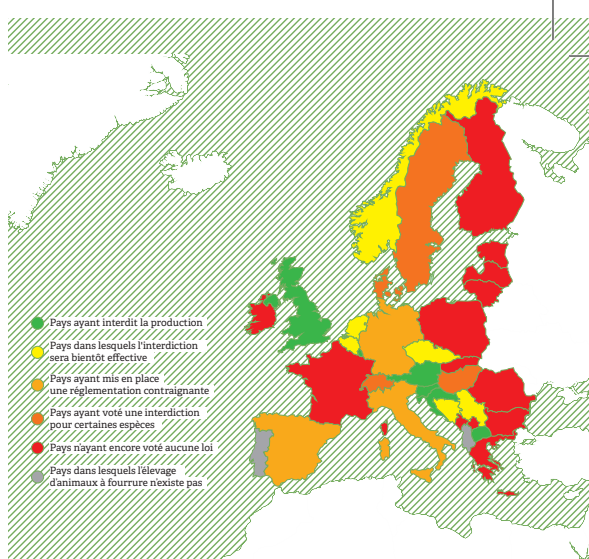 Pays ayant interdit la production
Pays dans lesquels l'interdiction
sera bientôt effective
Pays ayant mis en place
une réglementation contraignante
Pays ayant voté une interdiction
pour certaines espèces
Pays n'ayant encore voté aucune loi
Pays dans lesquels l'élevage
d'animaux à fourrure n'existe pas